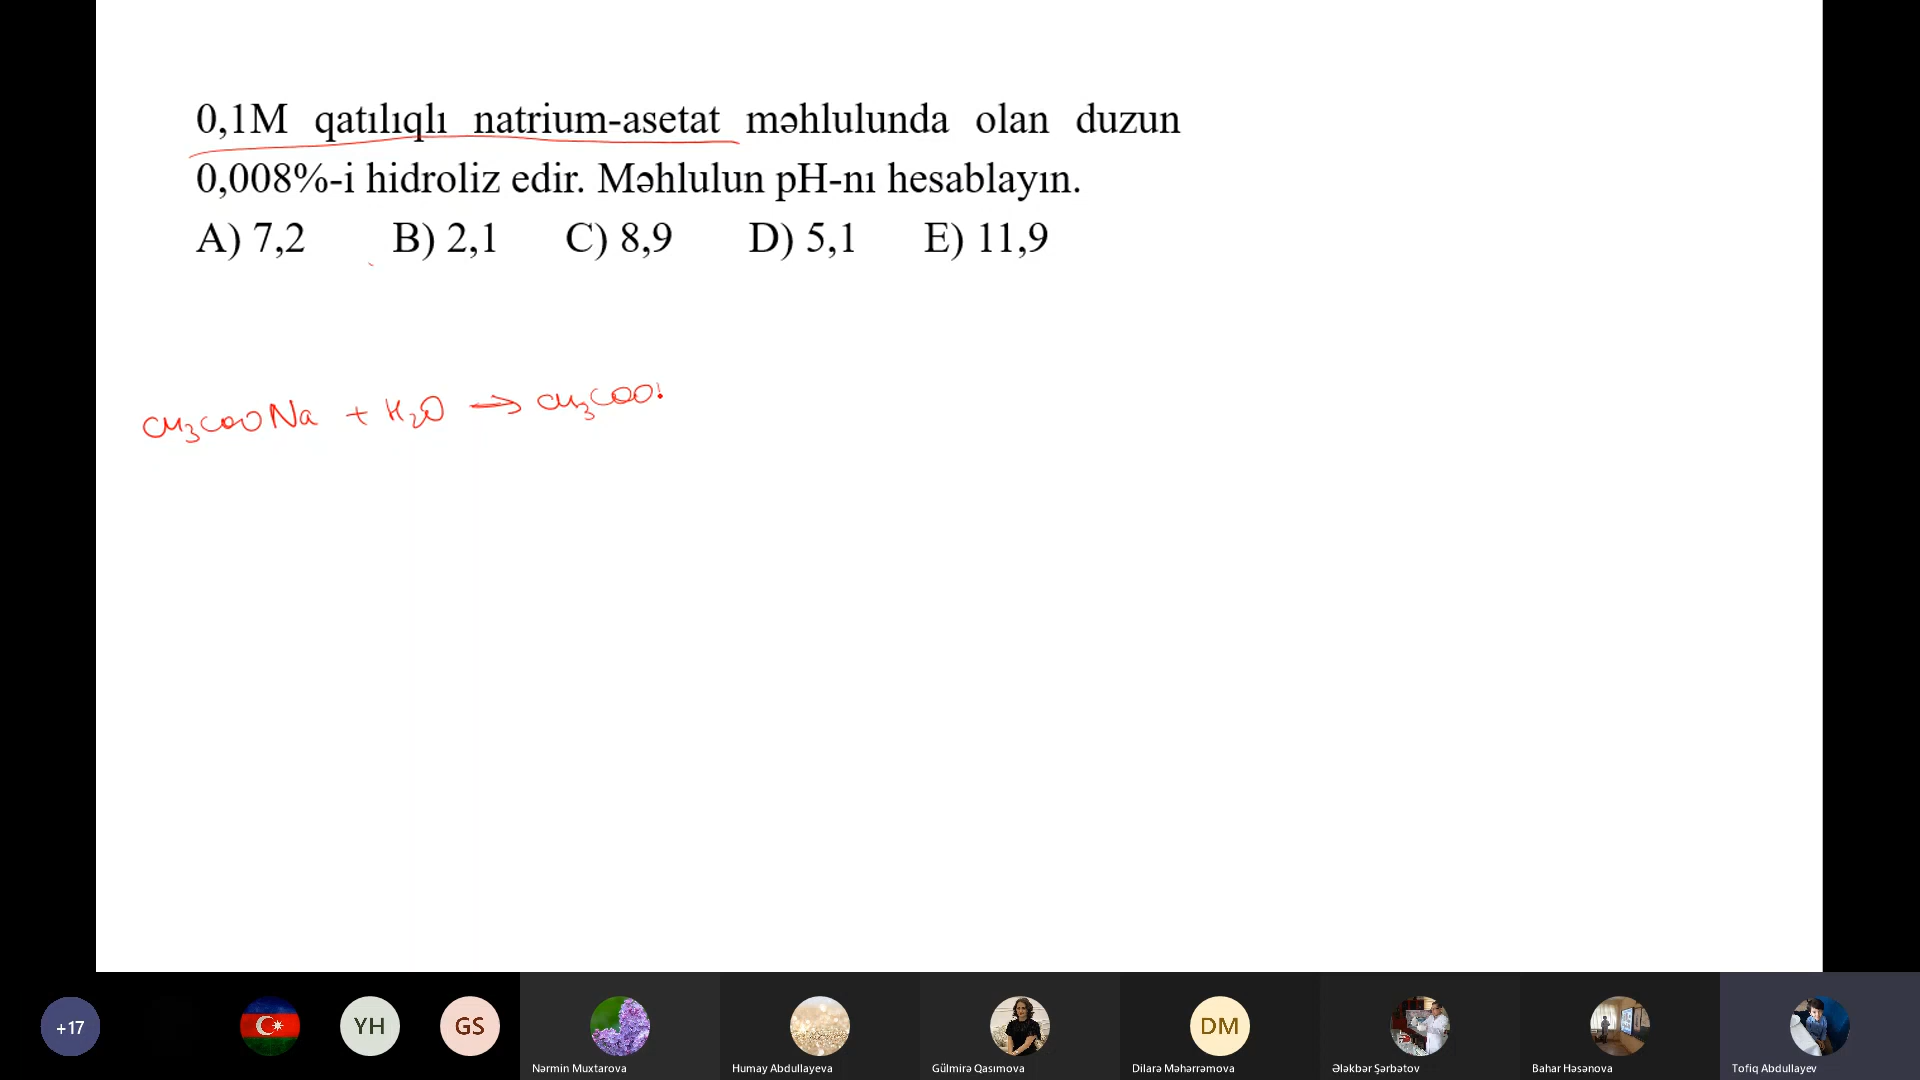 0,1M qatılıqlı natrium-asetat məhlulunda olan duzun
0,008%-i hidroliz edir. Məhlulun pH-nı hesablayın.
A) 7,2 B) 2,1 C) 8,9 D) 5,1 E) 11,9
CH₃COONa + H₂O → CH₃COO
+17
YH
GS
DM
Nərmin Muxtarova
Humay Abdullayeva
Gülmirə Qasımova
Dilarə Məhərrəmova
Ələkbər Şərbətov
Bahar Həsənova
Tofiq Abdullayev